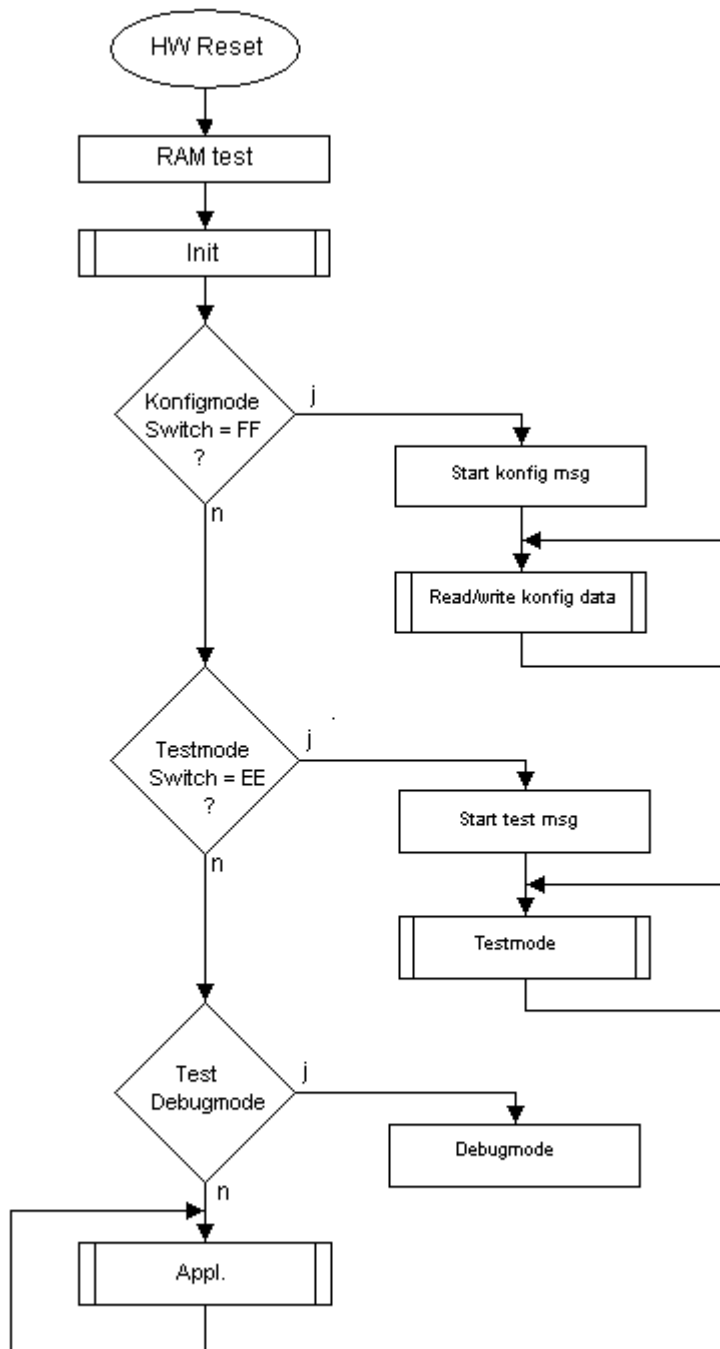 HW Reset
RAM test
Init
Konfigmode
Switch = FF
?
j
n
Start konfig msg
Read/write konfig data
Testmode
Switch = EE
?
j
n
Start test msg
Testmode
Test
Debugmode
j
n
Debugmode
Appl.